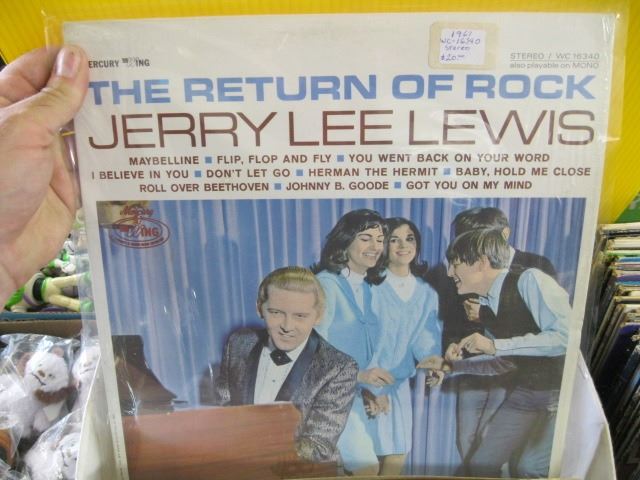 1967
WC-16340
Stereo
$20
ERCURY WING
STEREO / WC 16340
also playable on MONO
THE RETURN OF ROCK
JERRY LEE LEWIS
MAYBELLINE ■ FLIP, FLOP AND FLY ■ YOU WENT BACK ON YOUR WORD
I BELIEVE IN YOU ■ DON'T LET GO ■ HERMAN THE HERMIT ■ BABY, HOLD ME CLOSE
ROLL OVER BEETHOVEN ■ JOHNNY B. GOODE ■ GOT YOU ON MY MIND
Mercury
WING